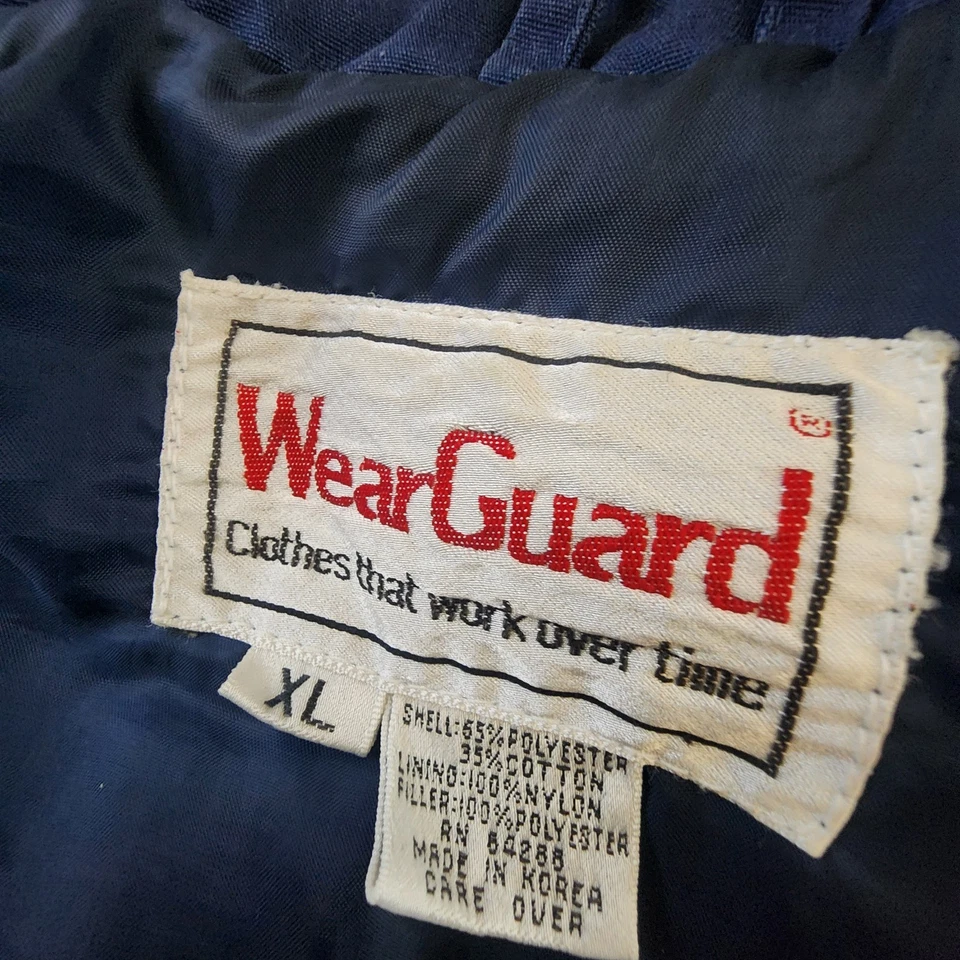 WearGuard®
Clothes that work over time
XL
SHELL:65%POLYESTER
35%COTTON
LINING:100%NYLON
FILLER:100%POLYESTER
RN 54288
MADE IN KOREA
CARE OVER